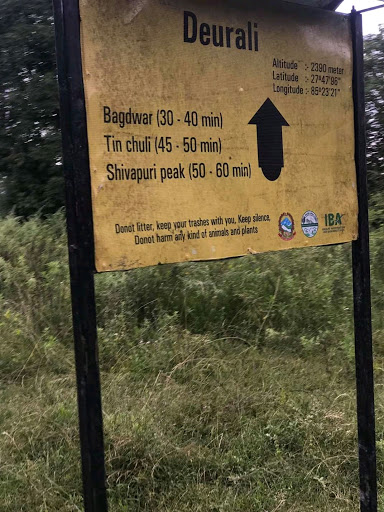 Deurali
Altitude :- 2390 meter
Latitude :- 27°47'96"
Longitude :- 85°23'21"
Bagdwar (30 - 40 min)
Tin chuli (45 - 50 min)
Shivapuri peak (50 - 60 min)
Donot litter, keep your trashes with you, Keep silence,
Donot harm any kind of animals and plants
IBA